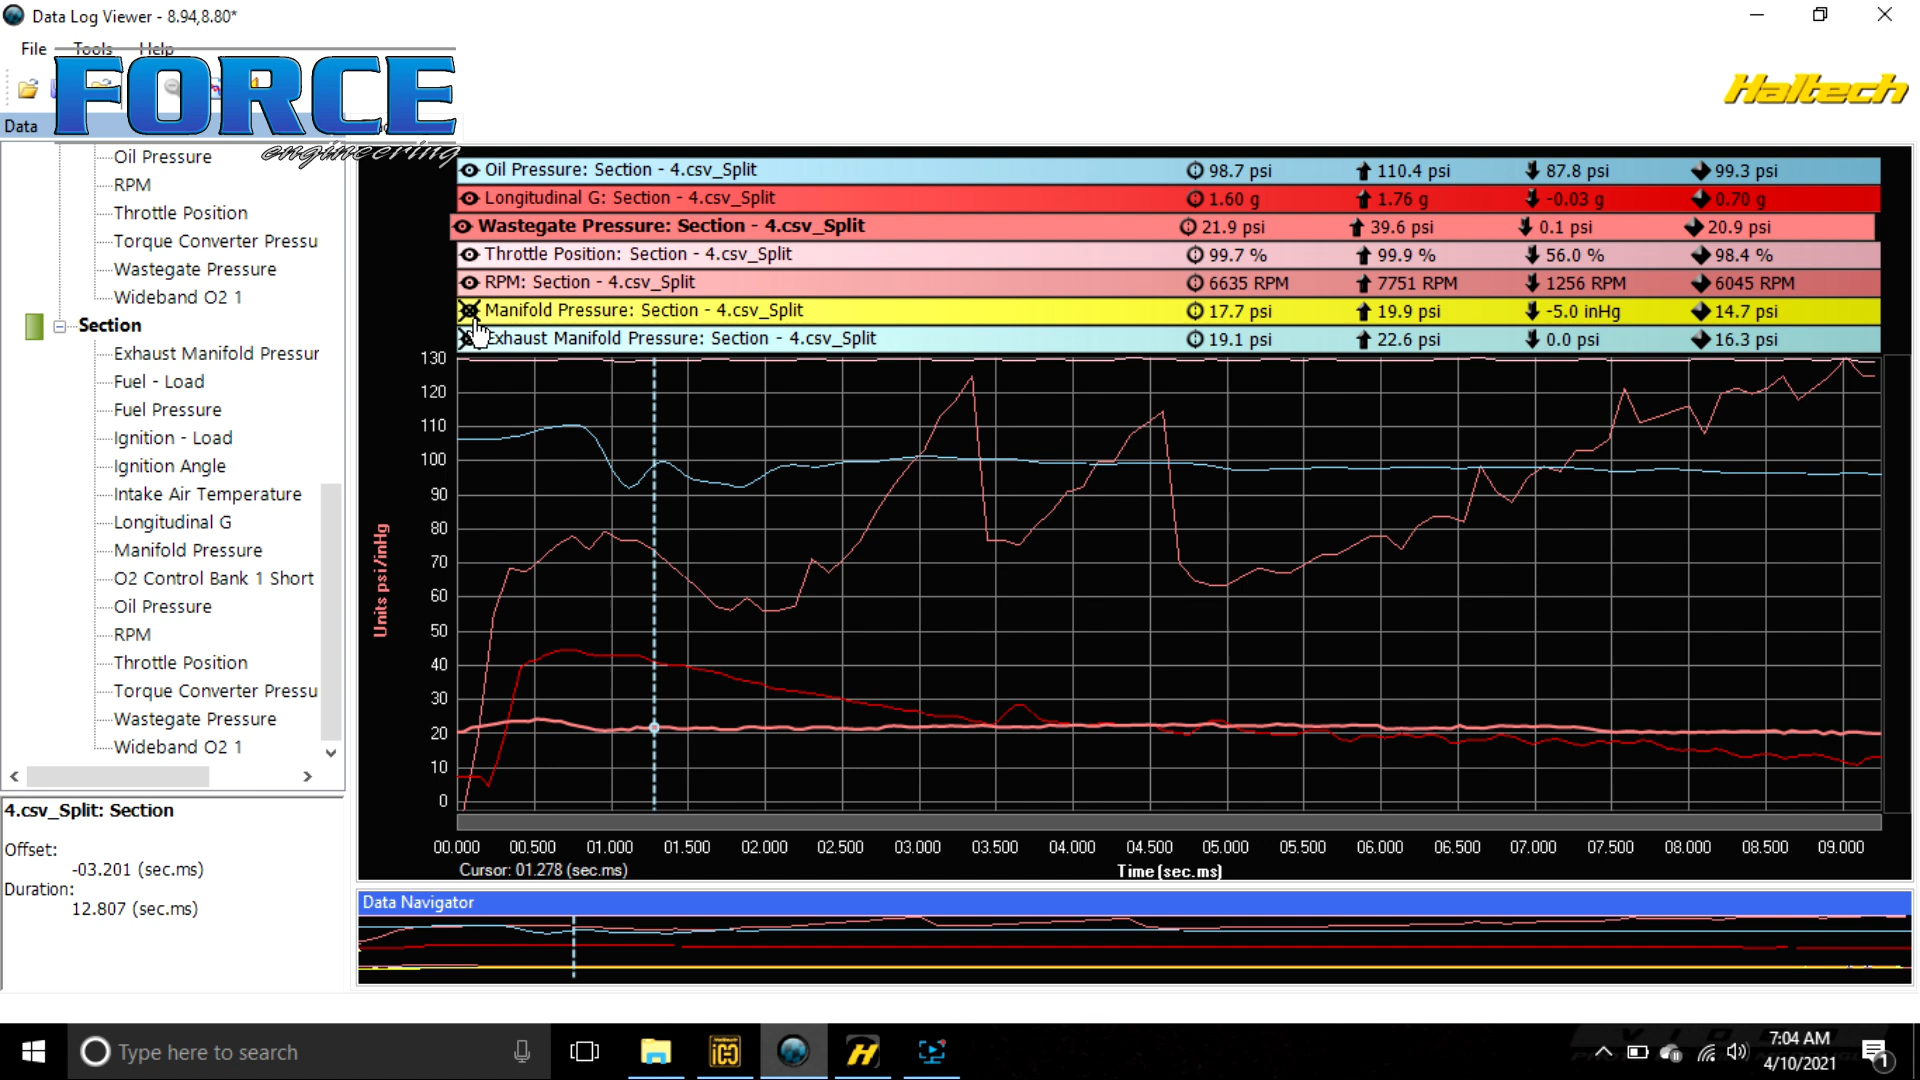 Data Log Viewer - 8.94,8.80*
File Tools Help
FORCE
engineering
Haltech
Data
Oil Pressure
RPM
Throttle Position
Torque Converter Pressu
Wastegate Pressure
Wideband O2 1
Section
Exhaust Manifold Pressur
Fuel - Load
Fuel Pressure
Ignition - Load
Ignition Angle
Intake Air Temperature
Longitudinal G
Manifold Pressure
O2 Control Bank 1 Short
Oil Pressure
RPM
Throttle Position
Torque Converter Pressu
Wastegate Pressure
Wideband O2 1
4.csv_Split: Section
Offset:
-03.201 (sec.ms)
Duration:
12.807 (sec.ms)
Oil Pressure: Section - 4.csv_Split 98.7 psi 110.4 psi 87.8 psi 99.3 psi
Longitudinal G: Section - 4.csv_Split 1.60 g 1.76 g -0.03 g 0.70 g
Wastegate Pressure: Section - 4.csv_Split 21.9 psi 39.6 psi 0.1 psi 20.9 psi
Throttle Position: Section - 4.csv_Split 99.7 % 99.9 % 56.0 % 98.4 %
RPM: Section - 4.csv_Split 6635 RPM 7751 RPM 1256 RPM 6045 RPM
Manifold Pressure: Section - 4.csv_Split 17.7 psi 19.9 psi -5.0 inHg 14.7 psi
Exhaust Manifold Pressure: Section - 4.csv_Split 19.1 psi 22.6 psi 0.0 psi 16.3 psi
130
120
110
100
90
80
70
60
50
40
30
20
10
0
Units psi/inHg
00.000 00.500 01.000 01.500 02.000 02.500 03.000 03.500 04.000 04.500 05.000 05.500 06.000 06.500 07.000 07.500 08.000 08.500 09.000
Cursor: 01.278 (sec.ms)
Time (sec.ms)
Data Navigator
Type here to search
7:04 AM
4/10/2021
1